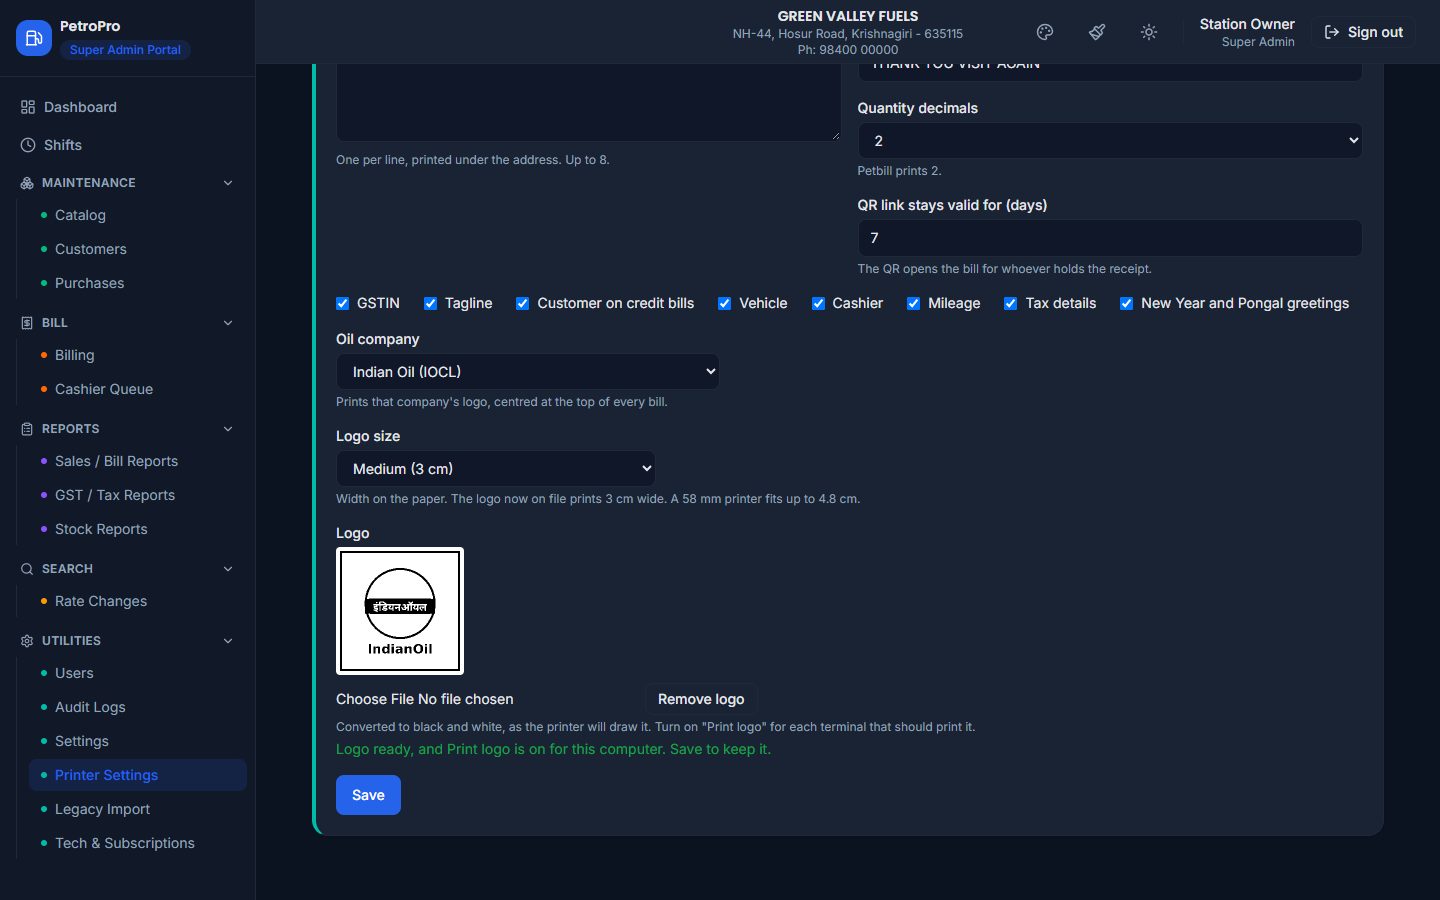 PetroPro
Super Admin Portal
GREEN VALLEY FUELS
NH-44, Hosur Road, Krishnagiri - 635115
Ph: 98400 00000
Station Owner
Super Admin
Sign out
Dashboard
Shifts
MAINTENANCE
Catalog
Customers
Purchases
BILL
Billing
Cashier Queue
REPORTS
Sales / Bill Reports
GST / Tax Reports
Stock Reports
SEARCH
Rate Changes
UTILITIES
Users
Audit Logs
Settings
Printer Settings
Legacy Import
Tech & Subscriptions
THANK YOU VISIT AGAIN
One per line, printed under the address. Up to 8.
Quantity decimals
2
Petbill prints 2.
QR link stays valid for (days)
7
The QR opens the bill for whoever holds the receipt.
GSTIN Tagline Customer on credit bills Vehicle Cashier Mileage Tax details New Year and Pongal greetings
Oil company
Indian Oil (IOCL)
Prints that company's logo, centred at the top of every bill.
Logo size
Medium (3 cm)
Width on the paper. The logo now on file prints 3 cm wide. A 58 mm printer fits up to 4.8 cm.
Logo
इंडियनऑयल
IndianOil
Choose File No file chosen
Remove logo
Converted to black and white, as the printer will draw it. Turn on "Print logo" for each terminal that should print it.
Logo ready, and Print logo is on for this computer. Save to keep it.
Save